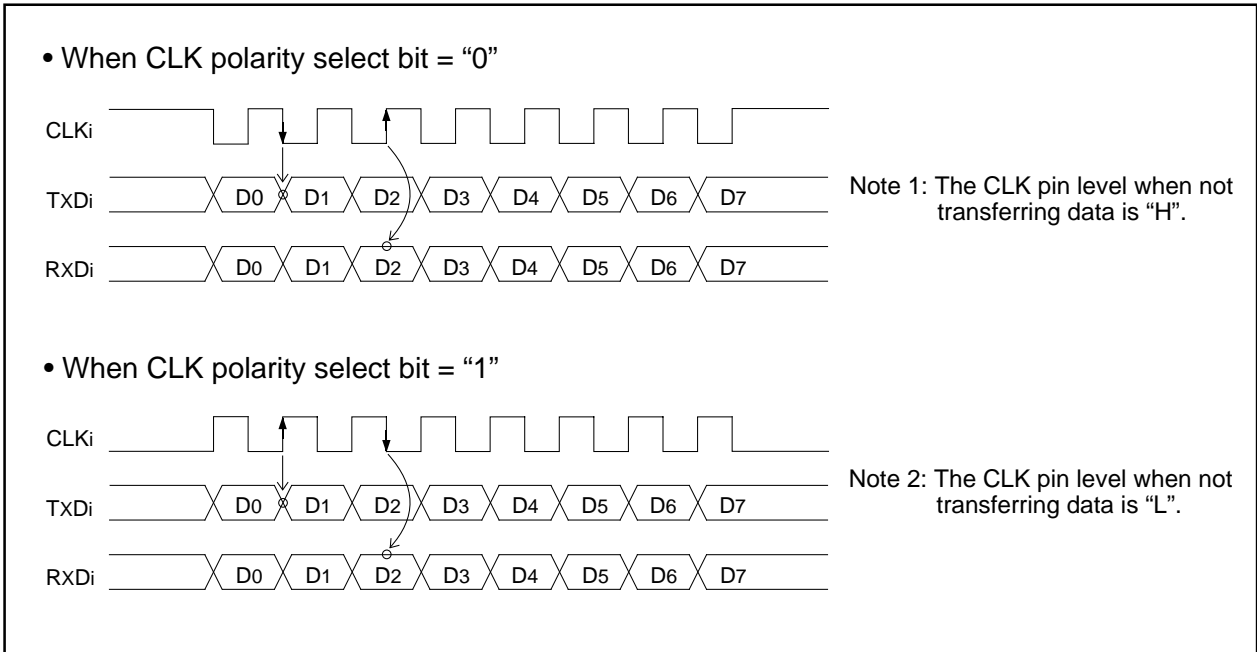 • When CLK polarity select bit = “0”
CLKi
TXDi D0 D1 D2 D3 D4 D5 D6 D7
RXDi D0 D1 D2 D3 D4 D5 D6 D7
Note 1: The CLK pin level when not
transferring data is “H”.
• When CLK polarity select bit = “1”
CLKi
TXDi D0 D1 D2 D3 D4 D5 D6 D7
RXDi D0 D1 D2 D3 D4 D5 D6 D7
Note 2: The CLK pin level when not
transferring data is “L”.